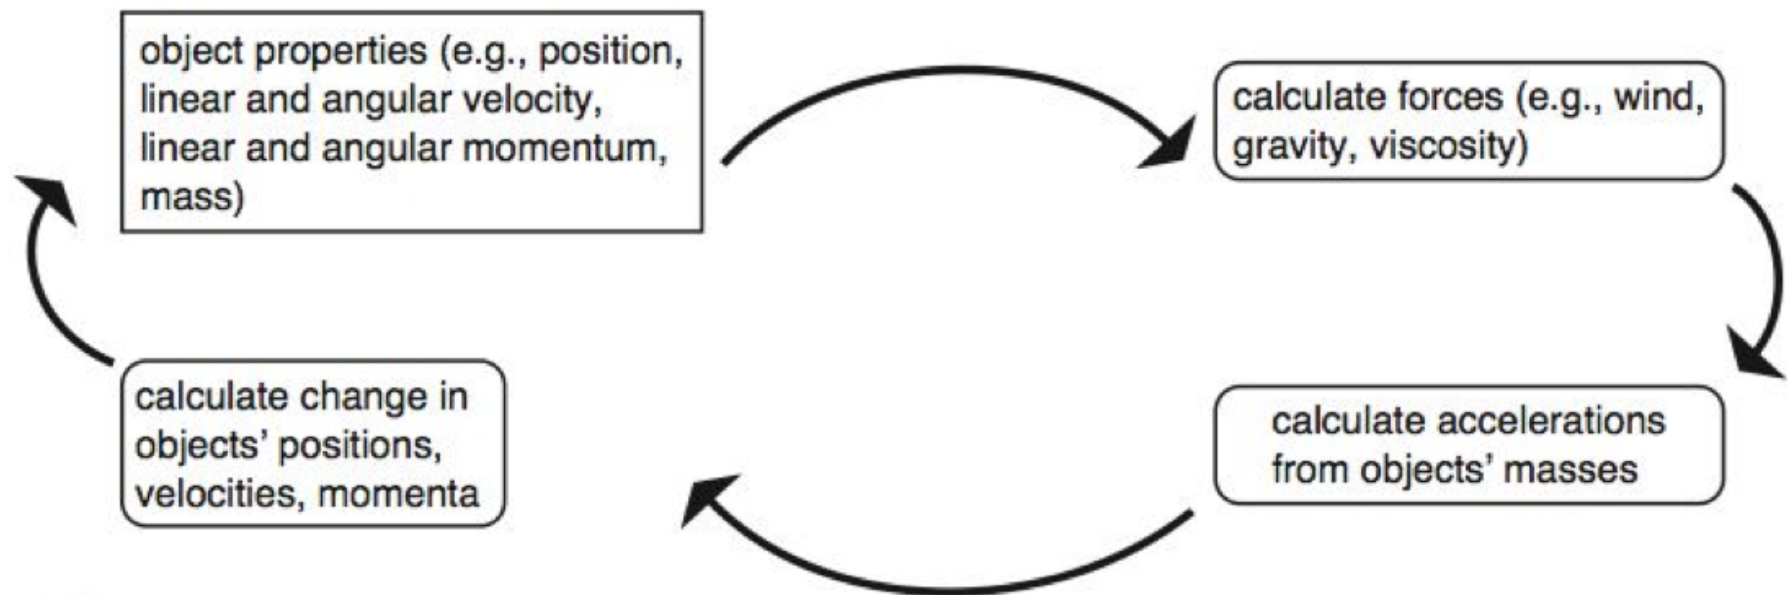 object properties (e.g., position,
linear and angular velocity,
linear and angular momentum,
mass)
calculate forces (e.g., wind,
gravity, viscosity)
calculate change in
objects’ positions,
velocities, momenta
calculate accelerations
from objects’ masses